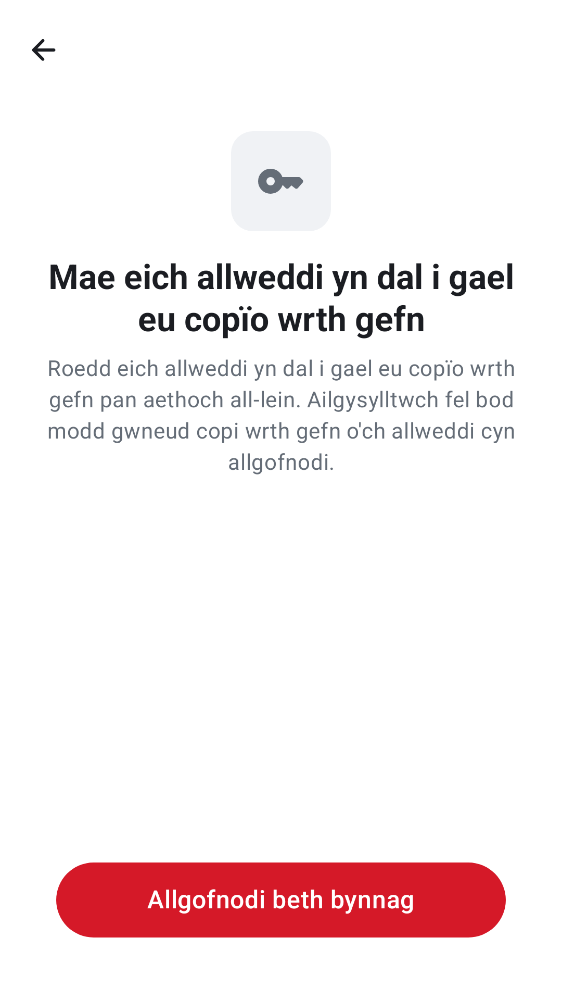 Mae eich allweddi yn dal i gael
eu copïo wrth gefn
Roedd eich allweddi yn dal i gael eu copïo wrth
gefn pan aethoch all-lein. Ailgysylltwch fel bod
modd gwneud copi wrth gefn o'ch allweddi cyn
allgofnodi.
Allgofnodi beth bynnag